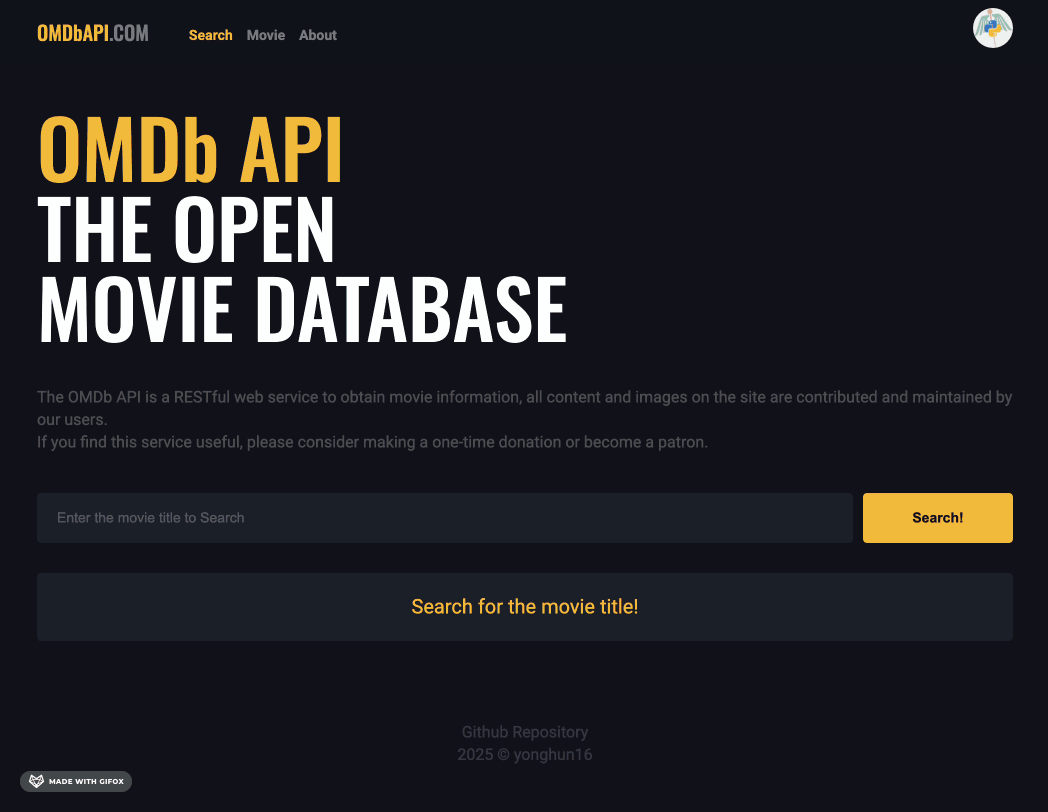 OMDbAPI.COM
Search
Movie
About
OMDb API
THE OPEN
MOVIE DATABASE
The OMDb API is a RESTful web service to obtain movie information, all content and images on the site are contributed and maintained by
our users.
If you find this service useful, please consider making a one-time donation or become a patron.
Enter the movie title to Search
Search!
Search for the movie title!
Github Repository
2025 © yonghun16
MADE WITH GIFOX